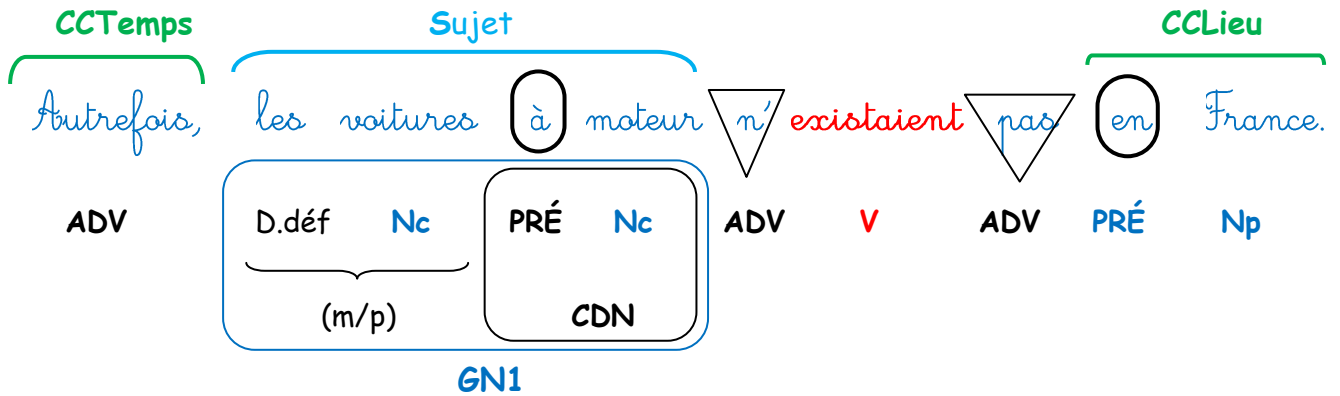 CCTemps Sujet CCLieu
Autrefois, les voitures à moteur n' existaient pas en France.
ADV D.déf Nc PRÉ Nc ADV V ADV PRÉ Np
(m/p) CDN
GN1